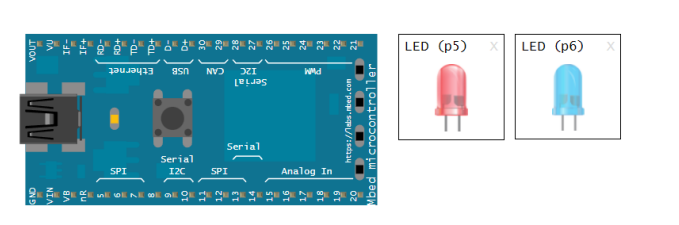 VOUT VU IF- IF+ RD- RD+ TD- TD+ D- D+ 30 29 28 27 26 25 24 23 22 21
Ethernet USB CAN I2C PWM
Serial
https://labs.mbed.com
Mbed microcontroller
Serial
Serial
SPI I2C SPI Analog In
GND VIN VB nR 5 6 7 8 9 10 11 12 13 14 15 16 17 18 19 20
LED (p5) X
LED (p6) X